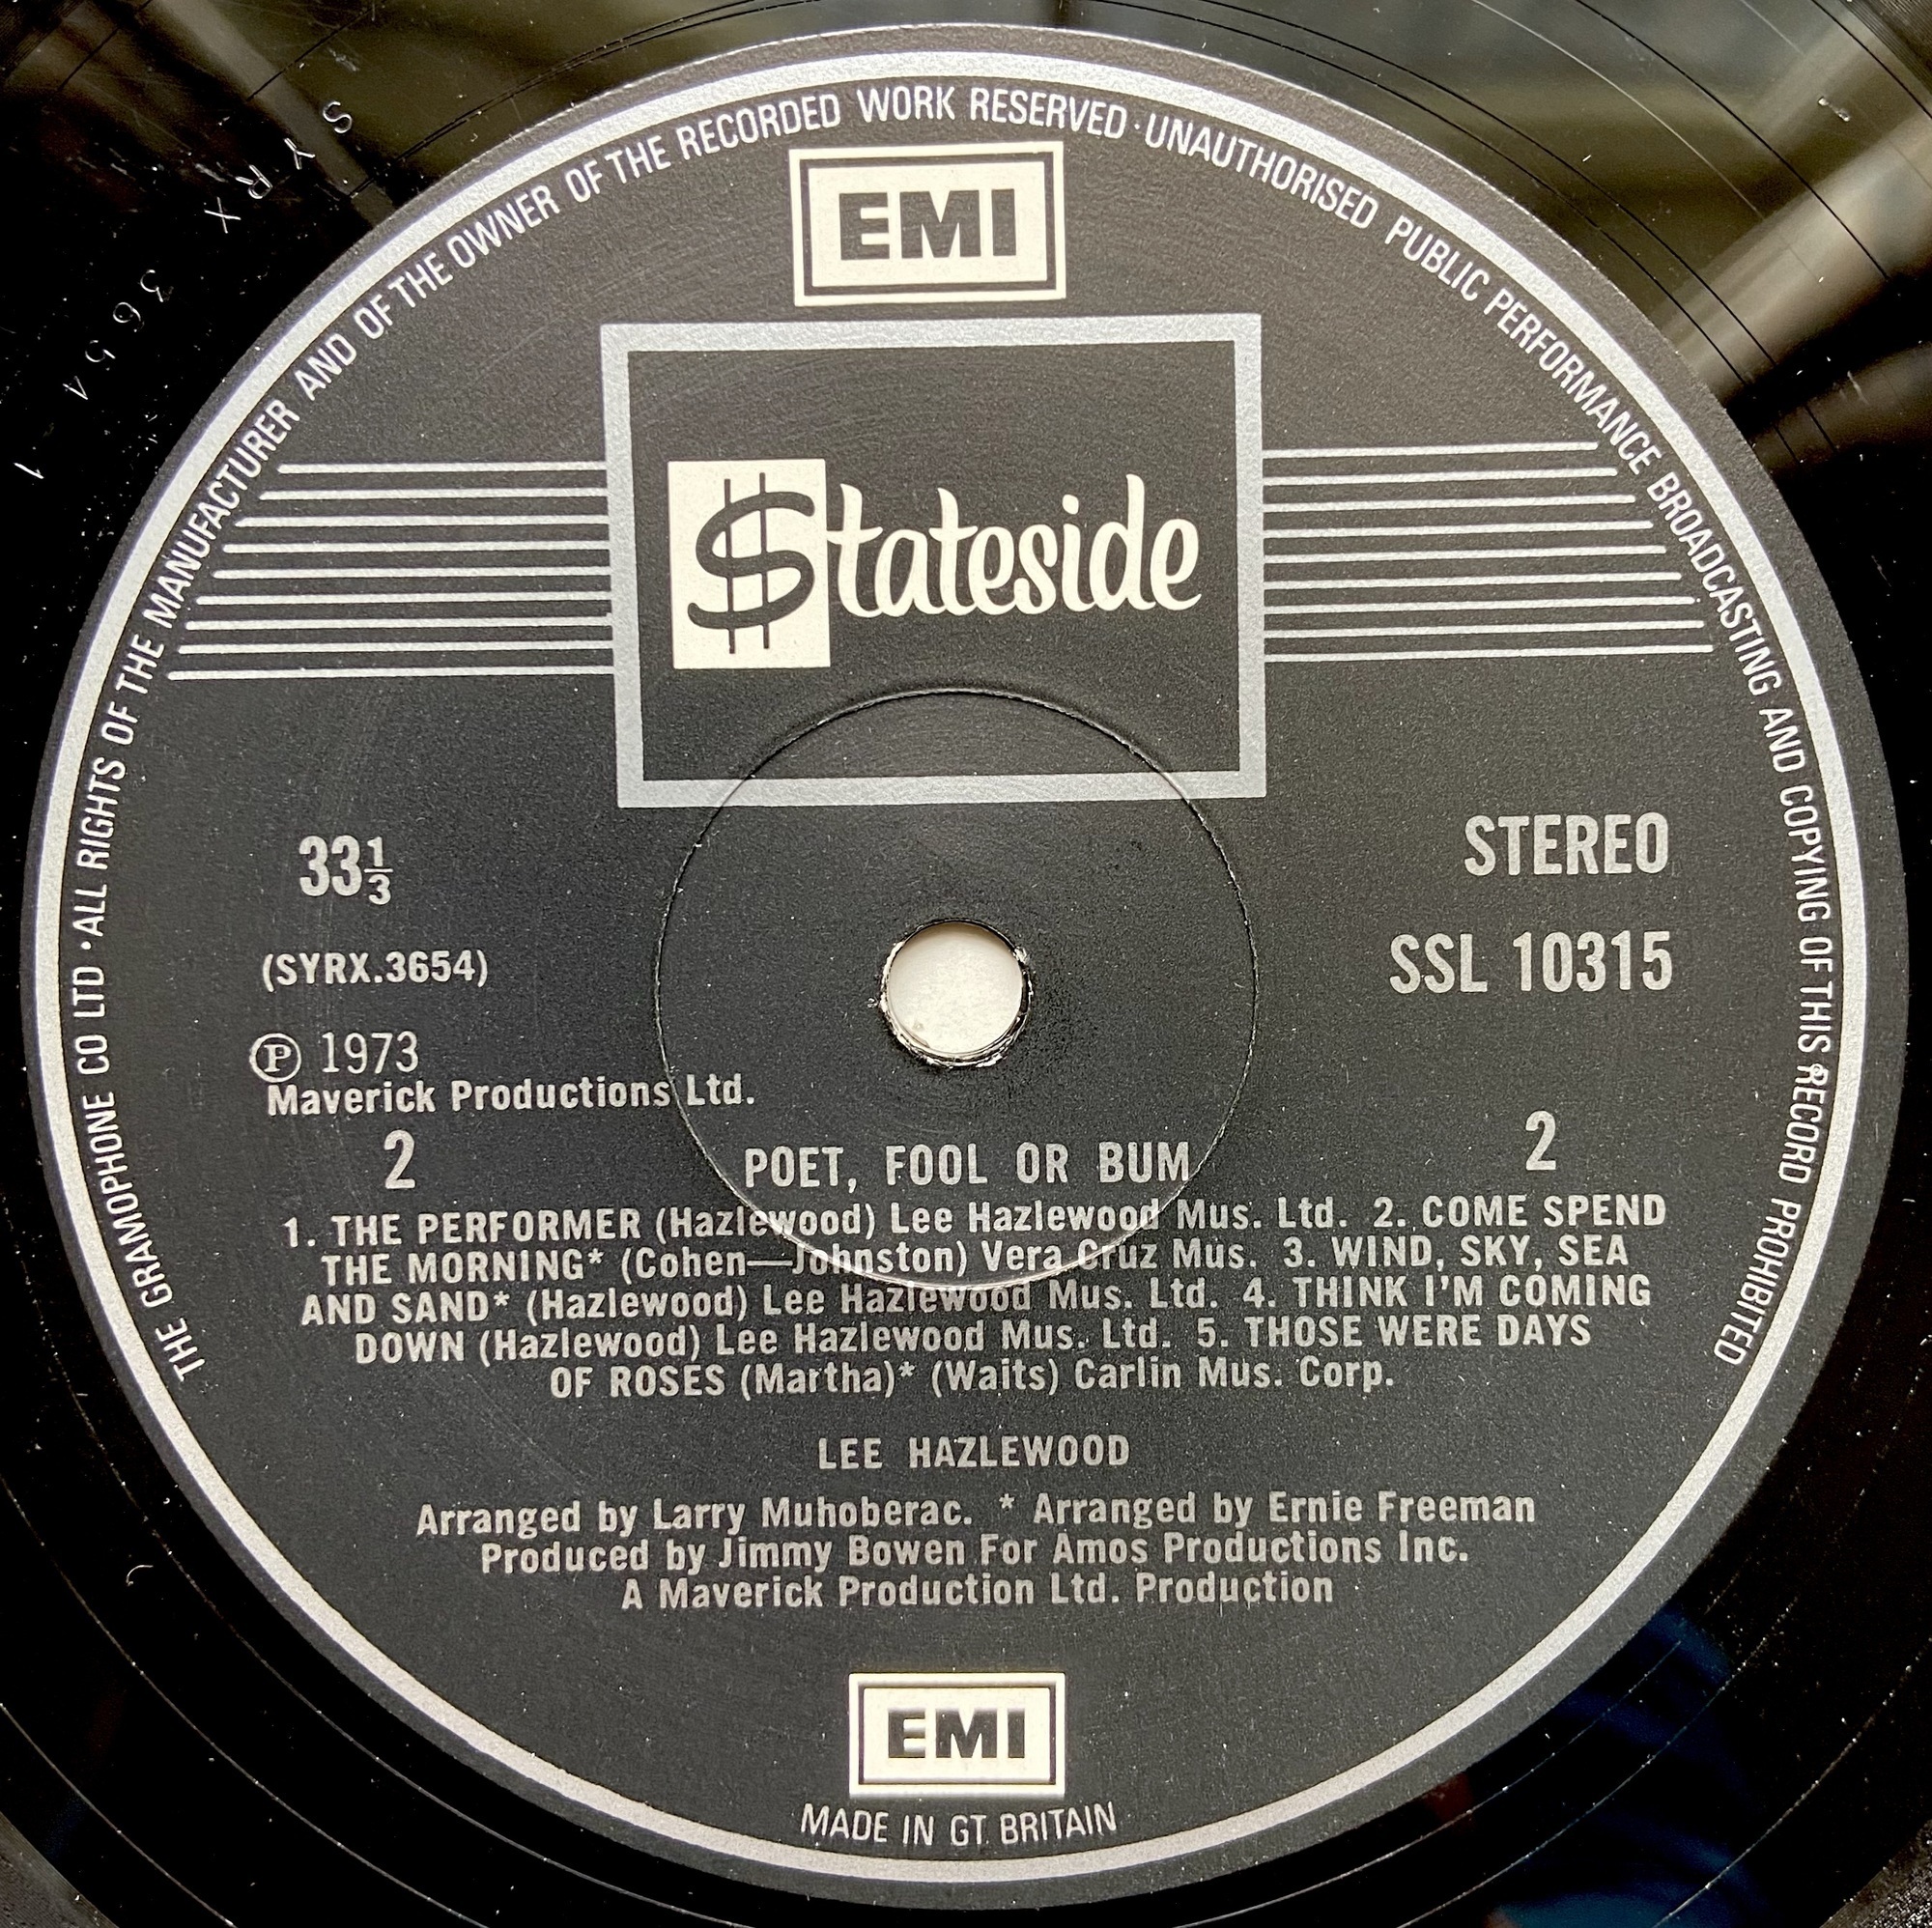 THE GRAMOPHONE CO LTD · ALL RIGHTS OF THE MANUFACTURER AND OF THE OWNER OF THE RECORDED WORK RESERVED · UNAUTHORISED PUBLIC PERFORMANCE BROADCASTING AND COPYING OF THIS RECORD PROHIBITED
EMI
$tateside
33⅓
STEREO
(SYRX.3654)
SSL 10315
Ⓟ 1973
Maverick Productions Ltd.
2
2
POET, FOOL OR BUM
1. THE PERFORMER (Hazlewood) Lee Hazlewood Mus. Ltd. 2. COME SPEND
THE MORNING* (Cohen—Johnston) Vera Cruz Mus. 3. WIND, SKY, SEA
AND SAND* (Hazlewood) Lee Hazlewood Mus. Ltd. 4. THINK I'M COMING
DOWN (Hazlewood) Lee Hazlewood Mus. Ltd. 5. THOSE WERE DAYS
OF ROSES (Martha)* (Waits) Carlin Mus. Corp.
LEE HAZLEWOOD
Arranged by Larry Muhoberac. * Arranged by Ernie Freeman
Produced by Jimmy Bowen For Amos Productions Inc.
A Maverick Production Ltd. Production
EMI
MADE IN GT. BRITAIN
SYRX 3654 1